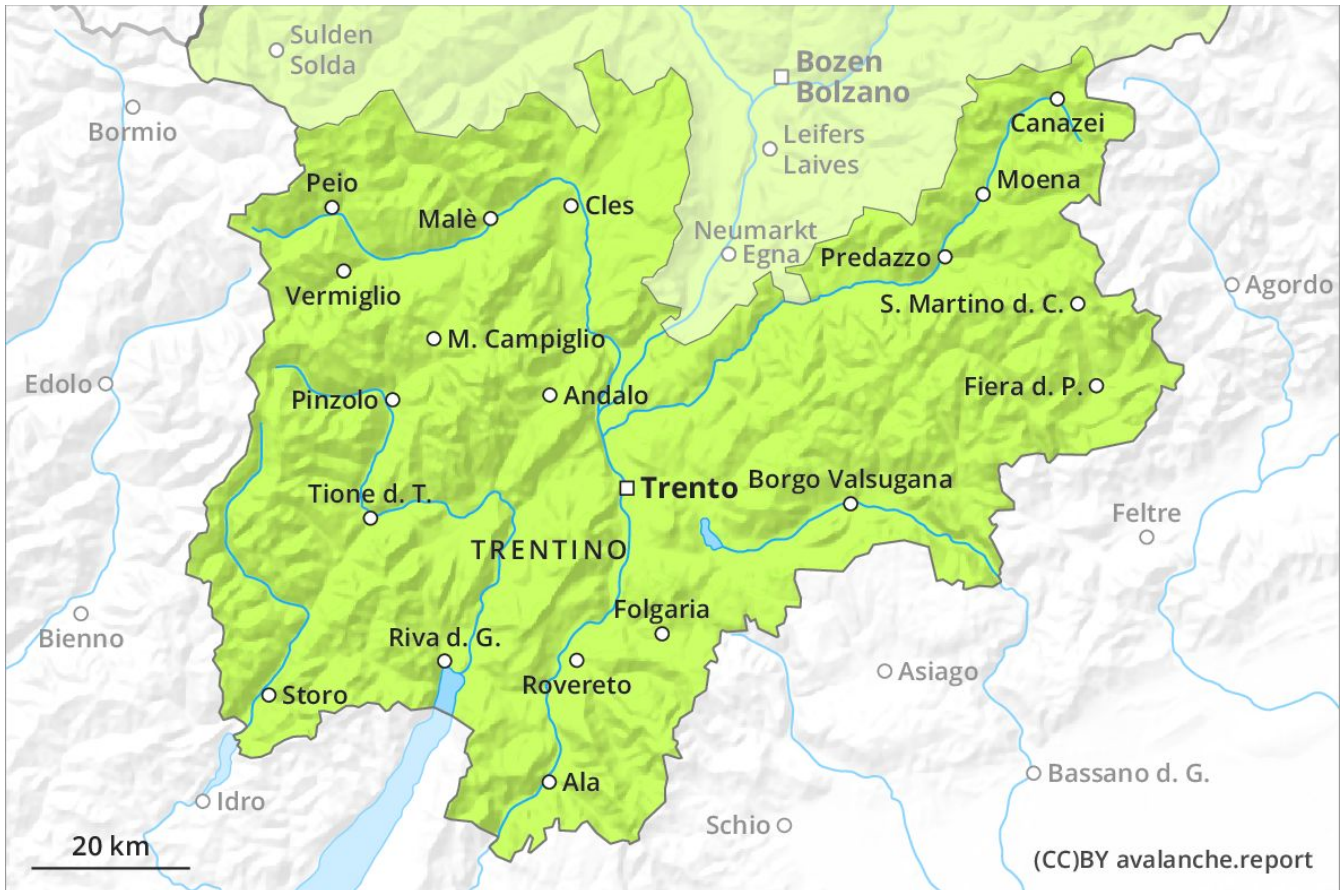 Sulden
Solda
Bozen
Bolzano
Bormio
Canazei
Leifers
Laives
Peio
Moena
Malè
Cles
Neumarkt
Egna
Predazzo
Vermiglio
Agordo
S. Martino d. C.
M. Campiglio
Edolo
Pinzolo
Andalo
Fiera d. P.
Trento
Borgo Valsugana
Tione d. T.
Feltre
TRENTINO
Folgaria
Bienno
Riva d. G.
Asiago
Rovereto
Storo
Bassano d. G.
Ala
Idro
Schio
20 km
(CC)BY avalanche.report